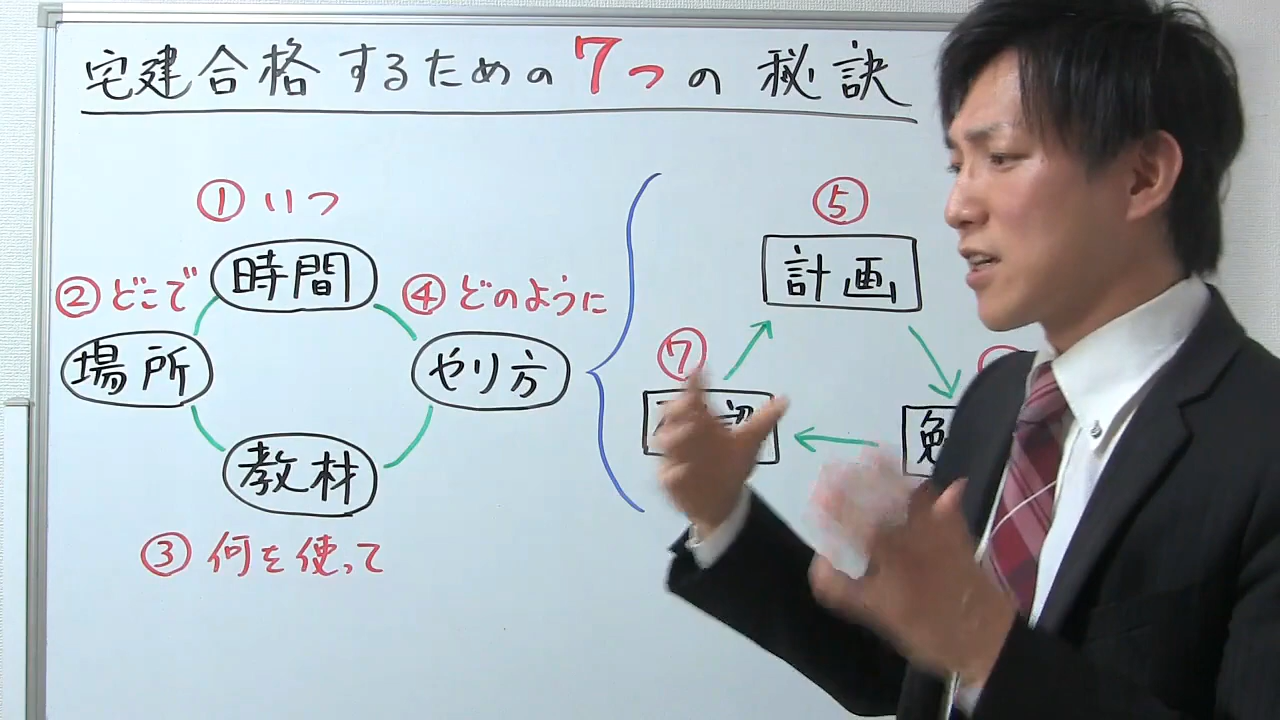 宅建合格するための7つの秘訣
① いつ
時間
② どこで
場所
③ 何を使って
教材
④ どのように
やり方
⑤
計画
⑦